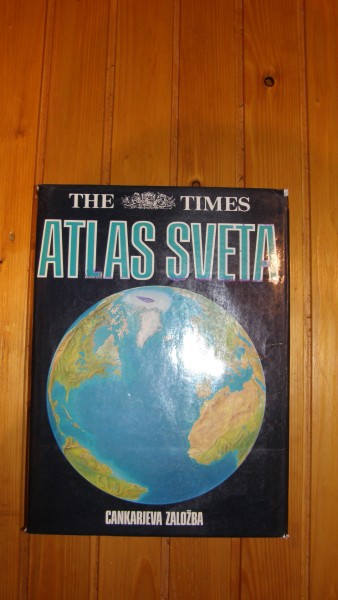 THE TIMES
ATLAS SVETA
CANKARJEVA ZALOŽBA